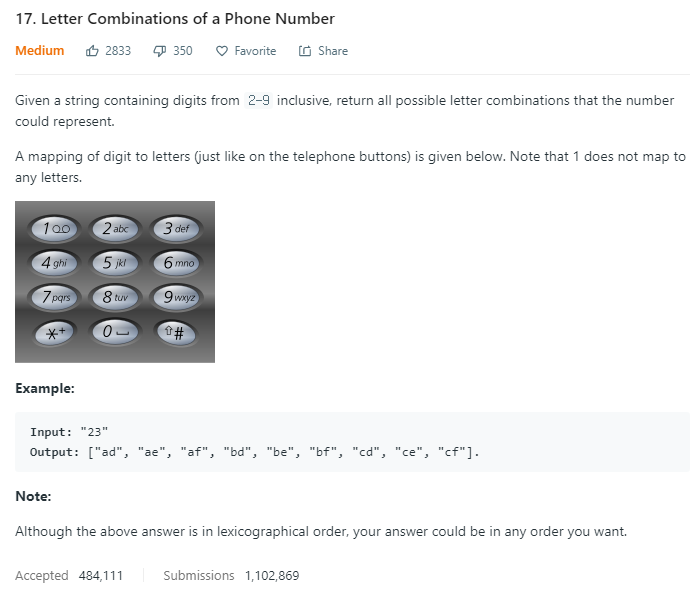 17. Letter Combinations of a Phone Number
Medium 2833 350 Favorite Share
Given a string containing digits from 2-9 inclusive, return all possible letter combinations that the number
could represent.
A mapping of digit to letters (just like on the telephone buttons) is given below. Note that 1 does not map to
any letters.
1 2 abc 3 def
4 ghi 5 jkl 6 mno
7 pqrs 8 tuv 9 wxyz
*+ 0 #
Example:
Input: "23"
Output: ["ad", "ae", "af", "bd", "be", "bf", "cd", "ce", "cf"].
Note:
Although the above answer is in lexicographical order, your answer could be in any order you want.
Accepted 484,111 Submissions 1,102,869